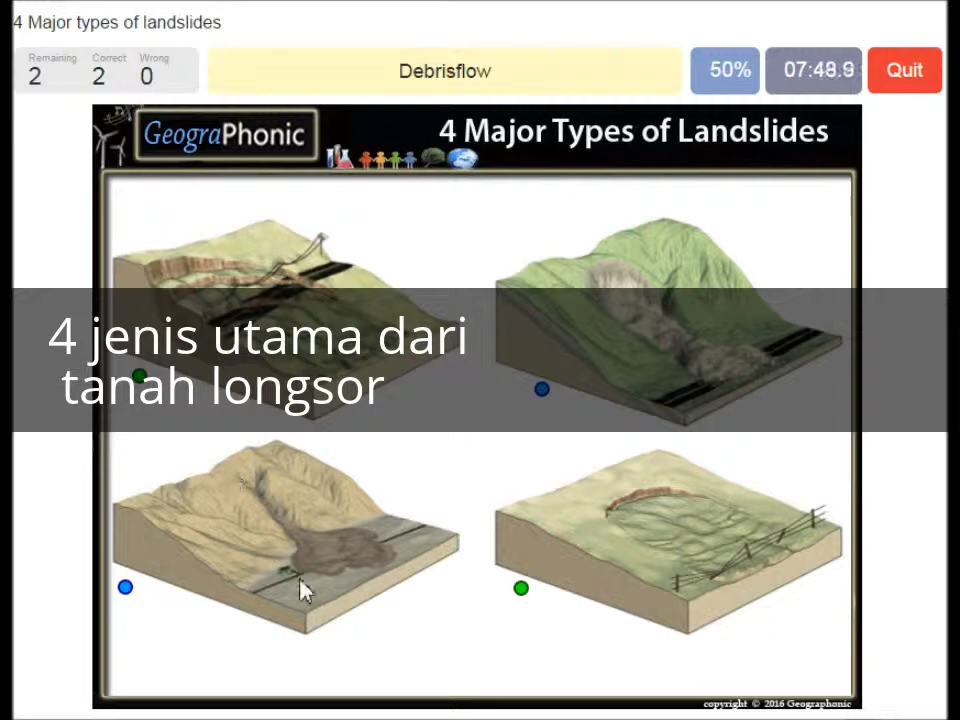 4 Major types of landslides
Remaining Correct Wrong
2 2 0
Debrisflow
50%
07:48.9
Quit
GeograPhonic
4 Major Types of Landslides
4 jenis utama dari
tanah longsor
copyright © 2016 Geographonic